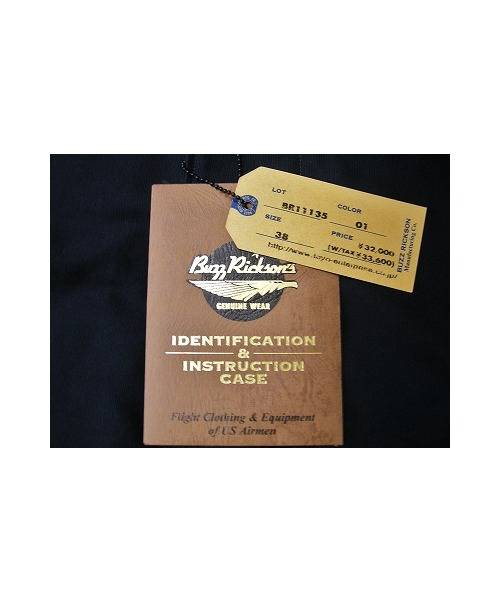 LOT
BR11135
COLOR
01
SIZE
38
PRICE
¥32,000
(W/TAX ¥33,600)
http://www.toyo-enterprise.co.jp/
BUZZ RICKSON
Manufacturing Co.
Buzz Rickson's
GENUINE WEAR
IDENTIFICATION
&
INSTRUCTION
CASE
Flight Clothing & Equipment
of US Airmen